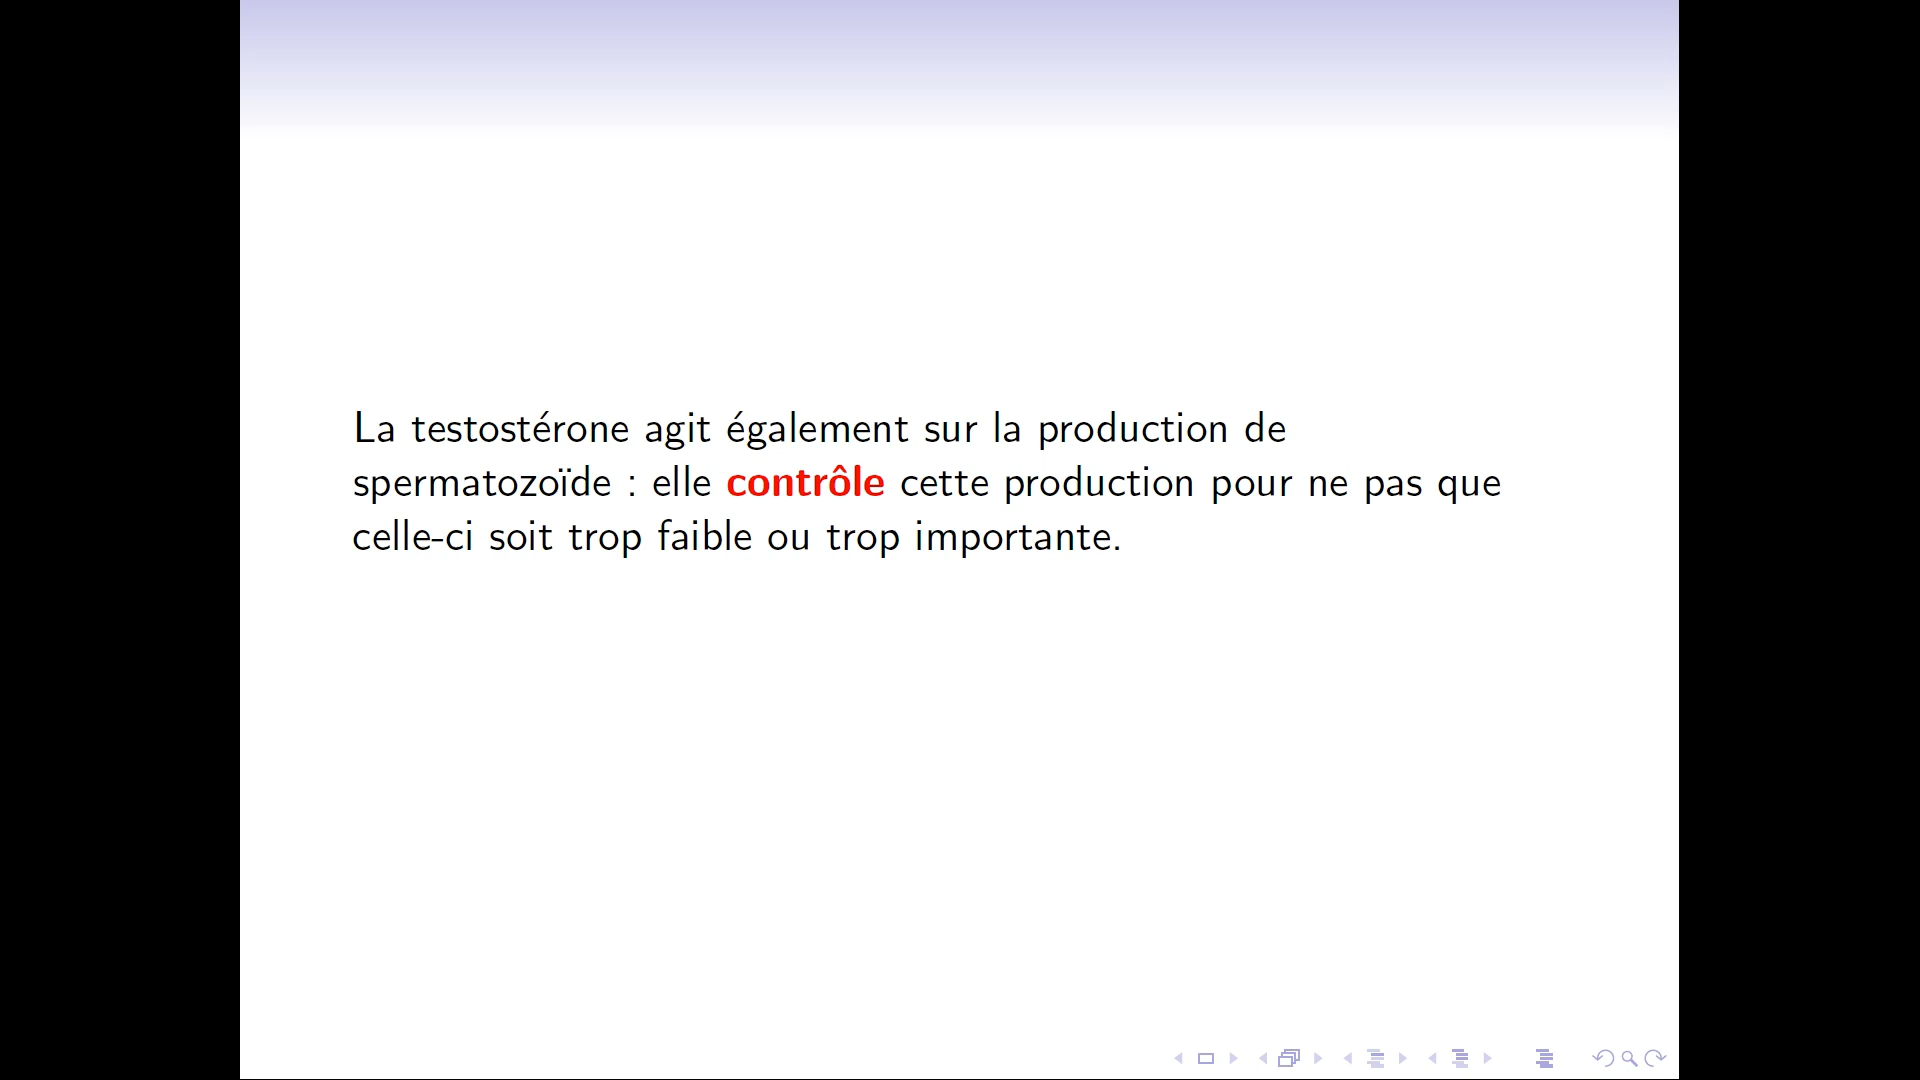 La testostérone agit également sur la production de
spermatozoïde : elle contrôle cette production pour ne pas que
celle-ci soit trop faible ou trop importante.